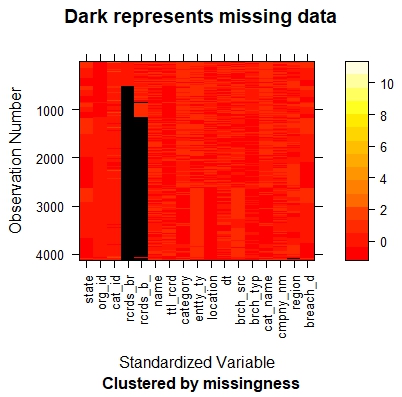 Dark represents missing data
Observation Number
1000
2000
3000
4000
10
8
6
4
2
0
state
org_id
cat_id
rcrds_br
rcrds_b_
name
ttl_rcrd
category
entty_ty
location
dt
brch_src
brch_typ
cat_name
cmpny_nm
region
breach_d
Standardized Variable
Clustered by missingness